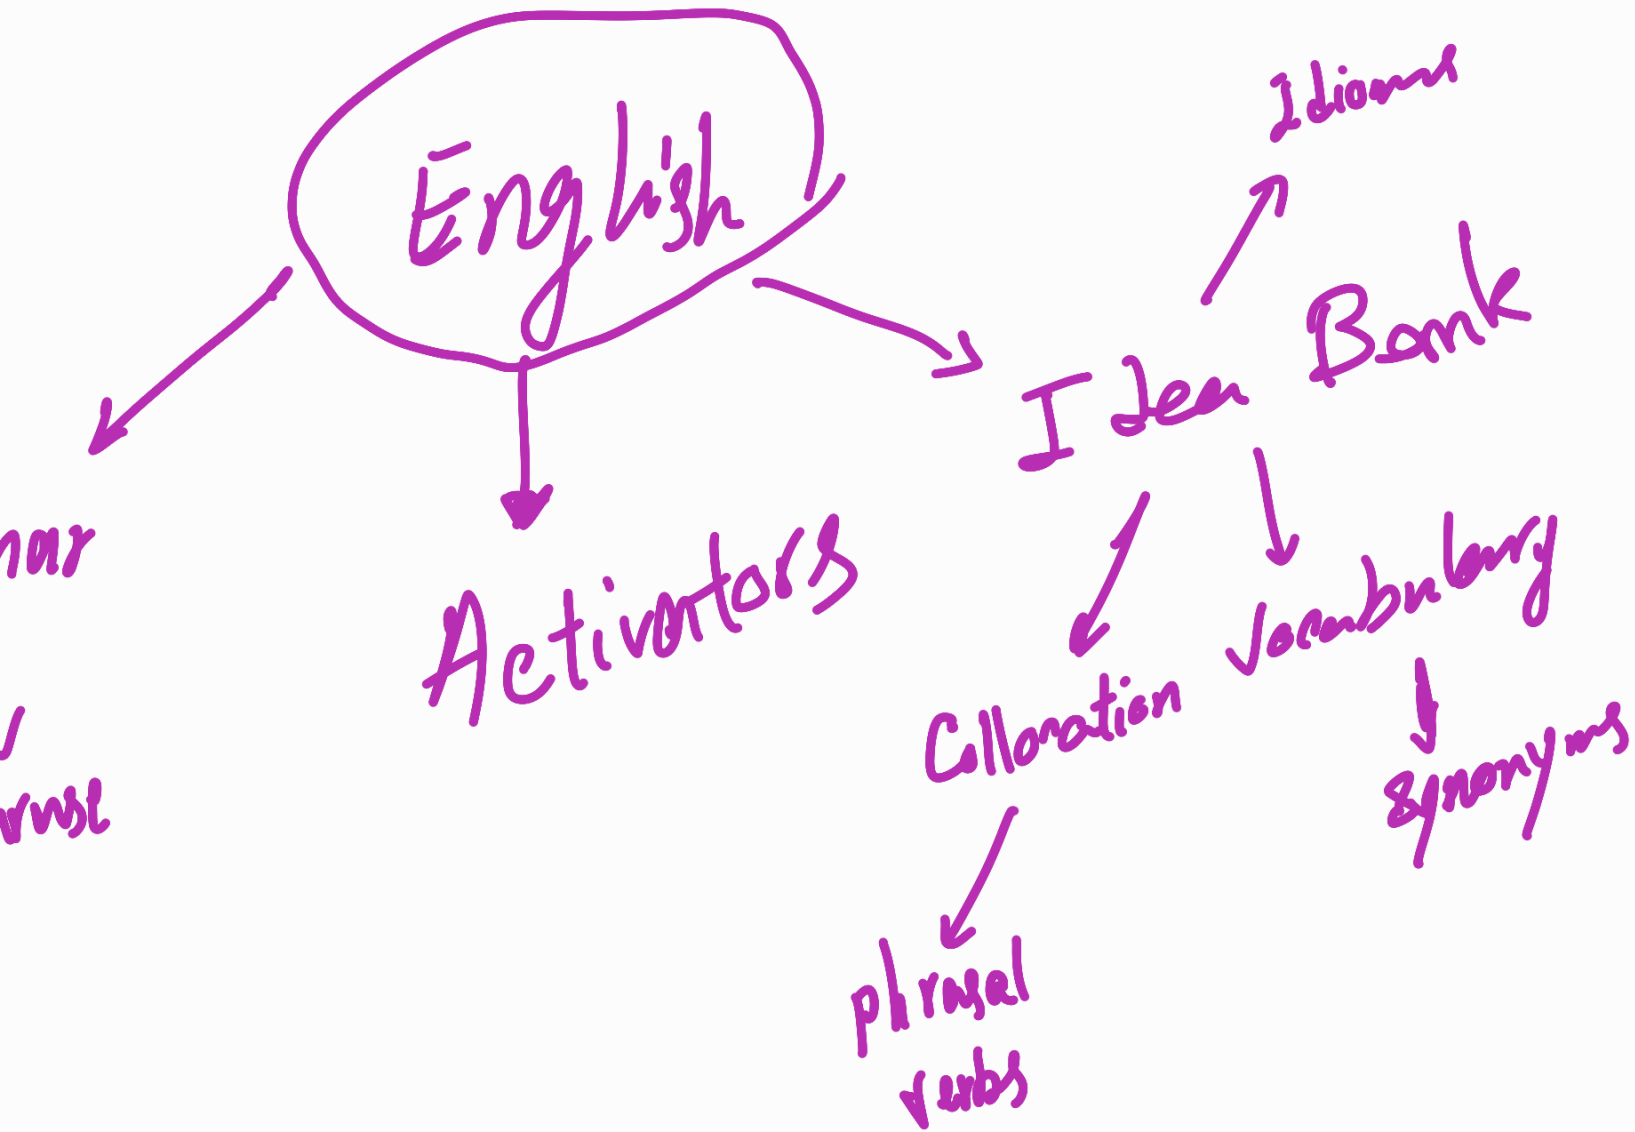 English
Idioms
Idea Bank
Activators
Vocabulary
Collocation
Synonyms
phrasal
verbs